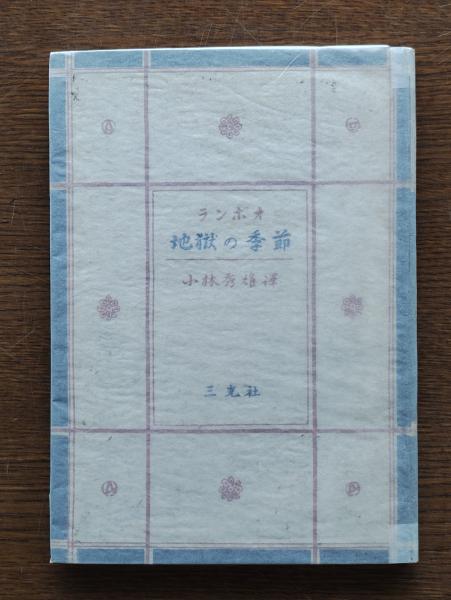 ランボオ
地獄の季節
小林秀雄譯
三光社